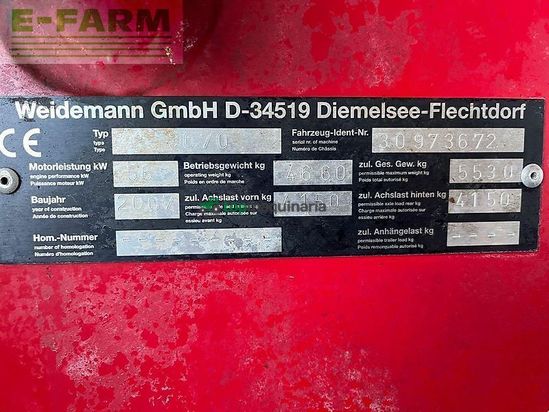 E-FARM
Weidemann GmbH D-34519 Diemelsee-Flechtdorf
CE
Typ
type
Type
Fahrzeug-Ident-Nr.
serial nr. of machine
Numéro de Châssis
30973672
Motorleistung kW
engine performance kW
Puissance moteur kW
50
Betriebsgewicht kg
operating weight kg
Poids en ordre de marche
4660
zul. Ges. Gew. kg
permissible maximum weight kg
Poids total autorisé kg
5530
Baujahr
year of construction
Année de construction
2007
zul. Achslast vorn kg
permissible axle load front kg
Charge maximale autorisée sur
essieu avant kg
zul. Achslast hinten kg
permissible axle load rear kg
Charge maximale autorisée sur
essieu arrière kg
4160
Hom.-Nummer
number of homologation
Numéro d'homologation
zul. Anhängelast kg
permissible trailer load kg
Poids remorquable autorisé kg